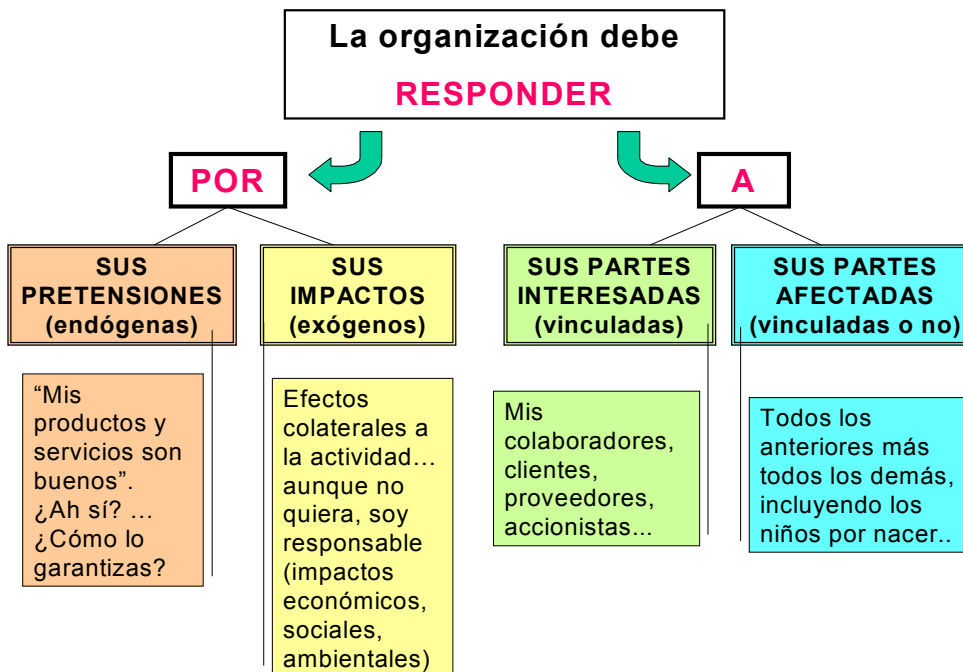 La organización debe
RESPONDER
POR
A
SUS
PRETENSIONES
(endógenas)
SUS
IMPACTOS
(exógenos)
SUS PARTES
INTERESADAS
(vinculadas)
SUS PARTES
AFECTADAS
(vinculadas o no)
“Mis
productos y
servicios son
buenos”.
¿Ah sí? …
¿Cómo lo
garantizas?
Efectos
colaterales a
la actividad…
aunque no
quiera, soy
responsable
(impactos
económicos,
sociales,
ambientales)
Mis
colaboradores,
clientes,
proveedores,
accionistas...
Todos los
anteriores más
todos los demás,
incluyendo los
niños por nacer..